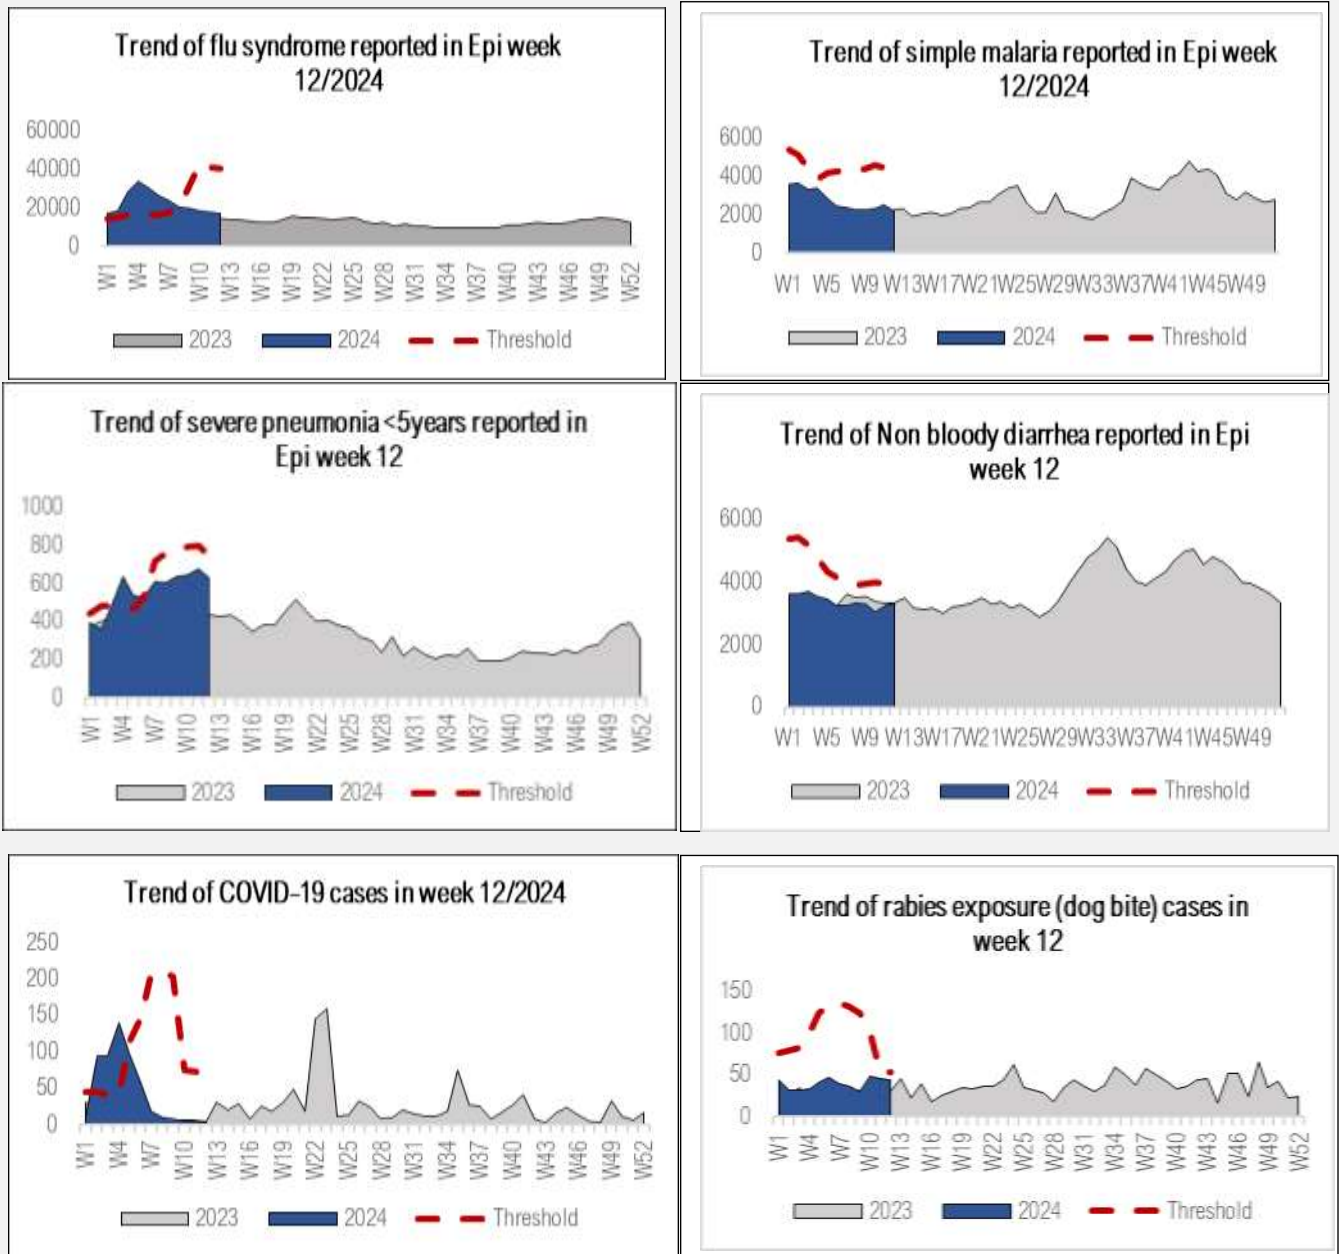 Trend of flu syndrome reported in Epi week
12/2024
60000
40000
20000
0
W1 W4 W7 W10 W13 W16 W19 W22 W25 W28 W31 W34 W37 W40 W43 W46 W49 W52
2023 2024 Threshold
Trend of simple malaria reported in Epi week
12/2024
6000
4000
2000
0
W1 W5 W9 W13W17W21W25W29W33W37W41W45W49
2023 2024 Threshold
Trend of severe pneumonia <5years reported in
Epi week 12
1000
800
600
400
200
0
W1 W4 W7 W10 W13 W16 W19 W22 W25 W28 W31 W34 W37 W40 W43 W46 W49 W52
2023 2024 Threshold
Trend of Non bloody diarrhea reported in Epi
week 12
6000
4000
2000
0
W1 W5 W9 W13W17W21W25W29W33W37W41W45W49
2023 2024 Threshold
Trend of COVID-19 cases in week 12/2024
250
200
150
100
50
0
W1 W4 W7 W10 W13 W16 W19 W22 W25 W28 W31 W34 W37 W40 W43 W46 W49 W52
2023 2024 Threshold
Trend of rabies exposure (dog bite) cases in
week 12
150
100
50
0
W1 W4 W7 W10 W13 W16 W19 W22 W25 W28 W31 W34 W37 W40 W43 W46 W49 W52
2023 2024 Threshold